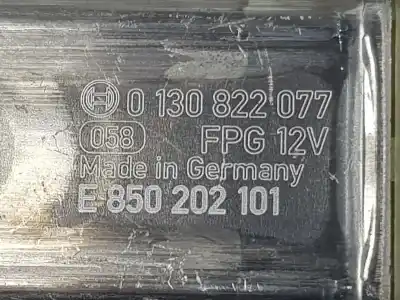 0 130 822 077
058 FPG 12V
Made in Germany
E 850 202 101